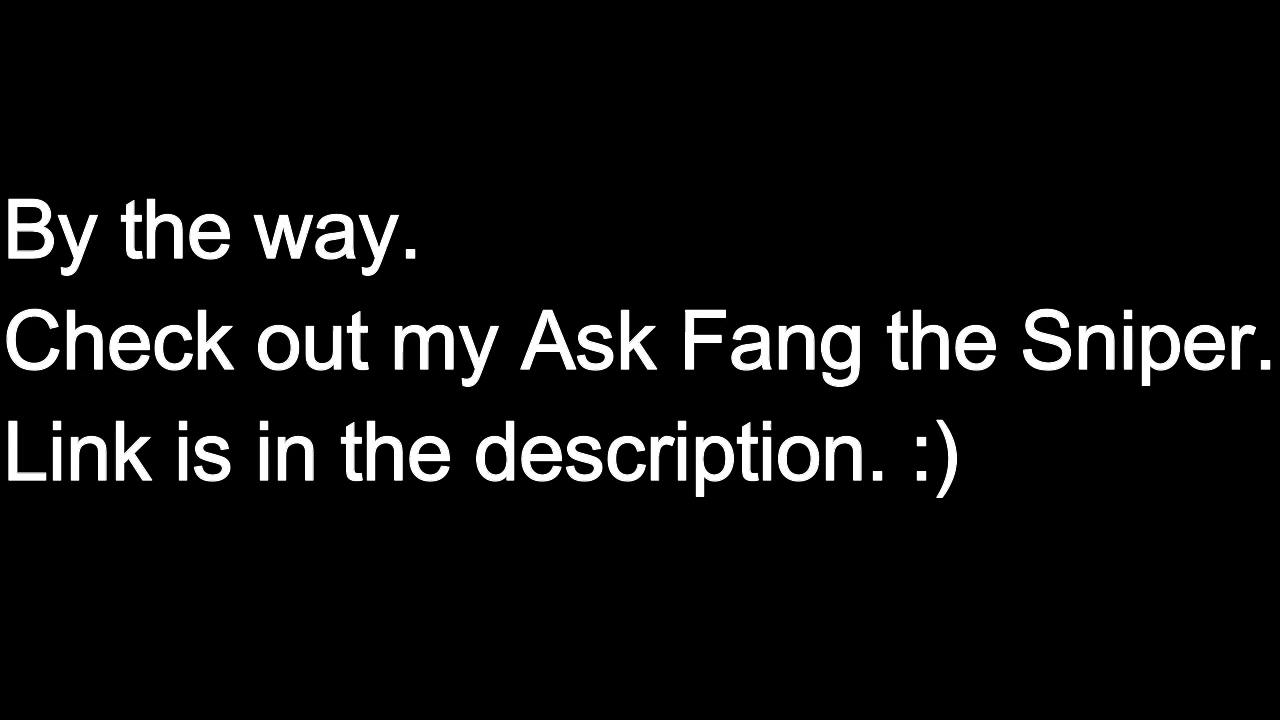 By the way.
Check out my Ask Fang the Sniper.
Link is in the description. :)